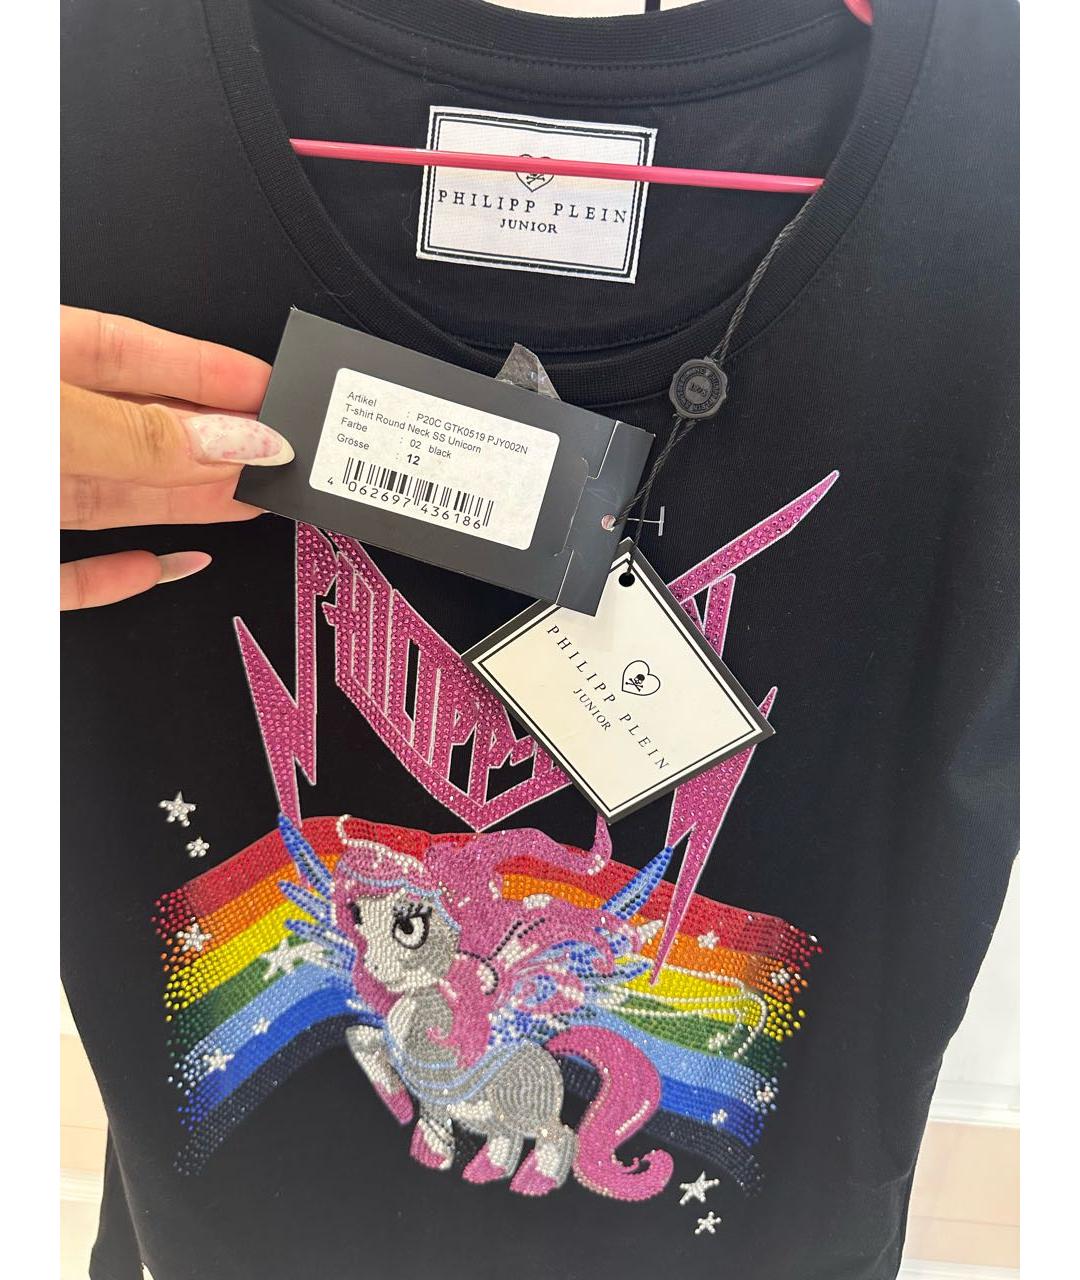 PHILIPP PLEIN
JUNIOR
Artikel : P20C GTK0519 PJY002N
T-shirt Round Neck SS Unicorn
Farbe : 02 black
Grösse : 12
4 062697 436186
PHILIPP PLEIN
JUNIOR
PHILIPP